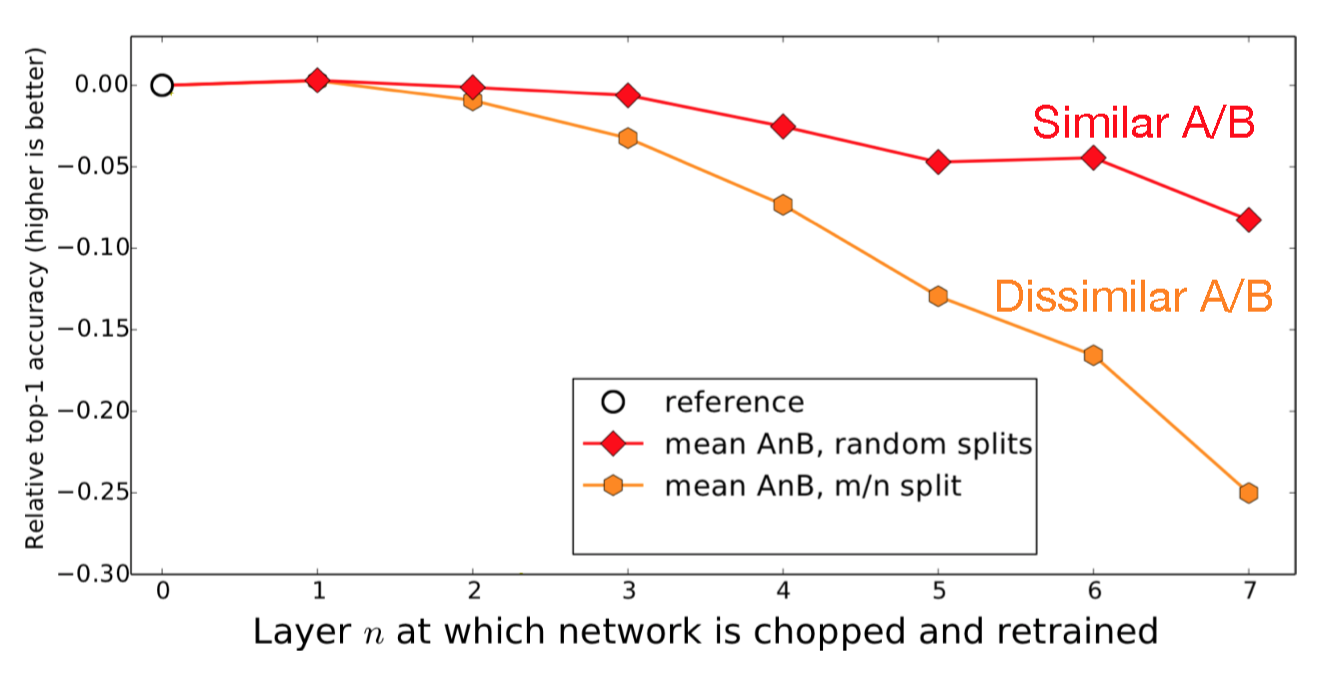 Relative top-1 accuracy (higher is better)
0.00
−0.05
−0.10
−0.15
−0.20
−0.25
−0.30
Similar A/B
Dissimilar A/B
reference
mean AnB, random splits
mean AnB, m/n split
0 1 2 3 4 5 6 7
Layer n at which network is chopped and retrained